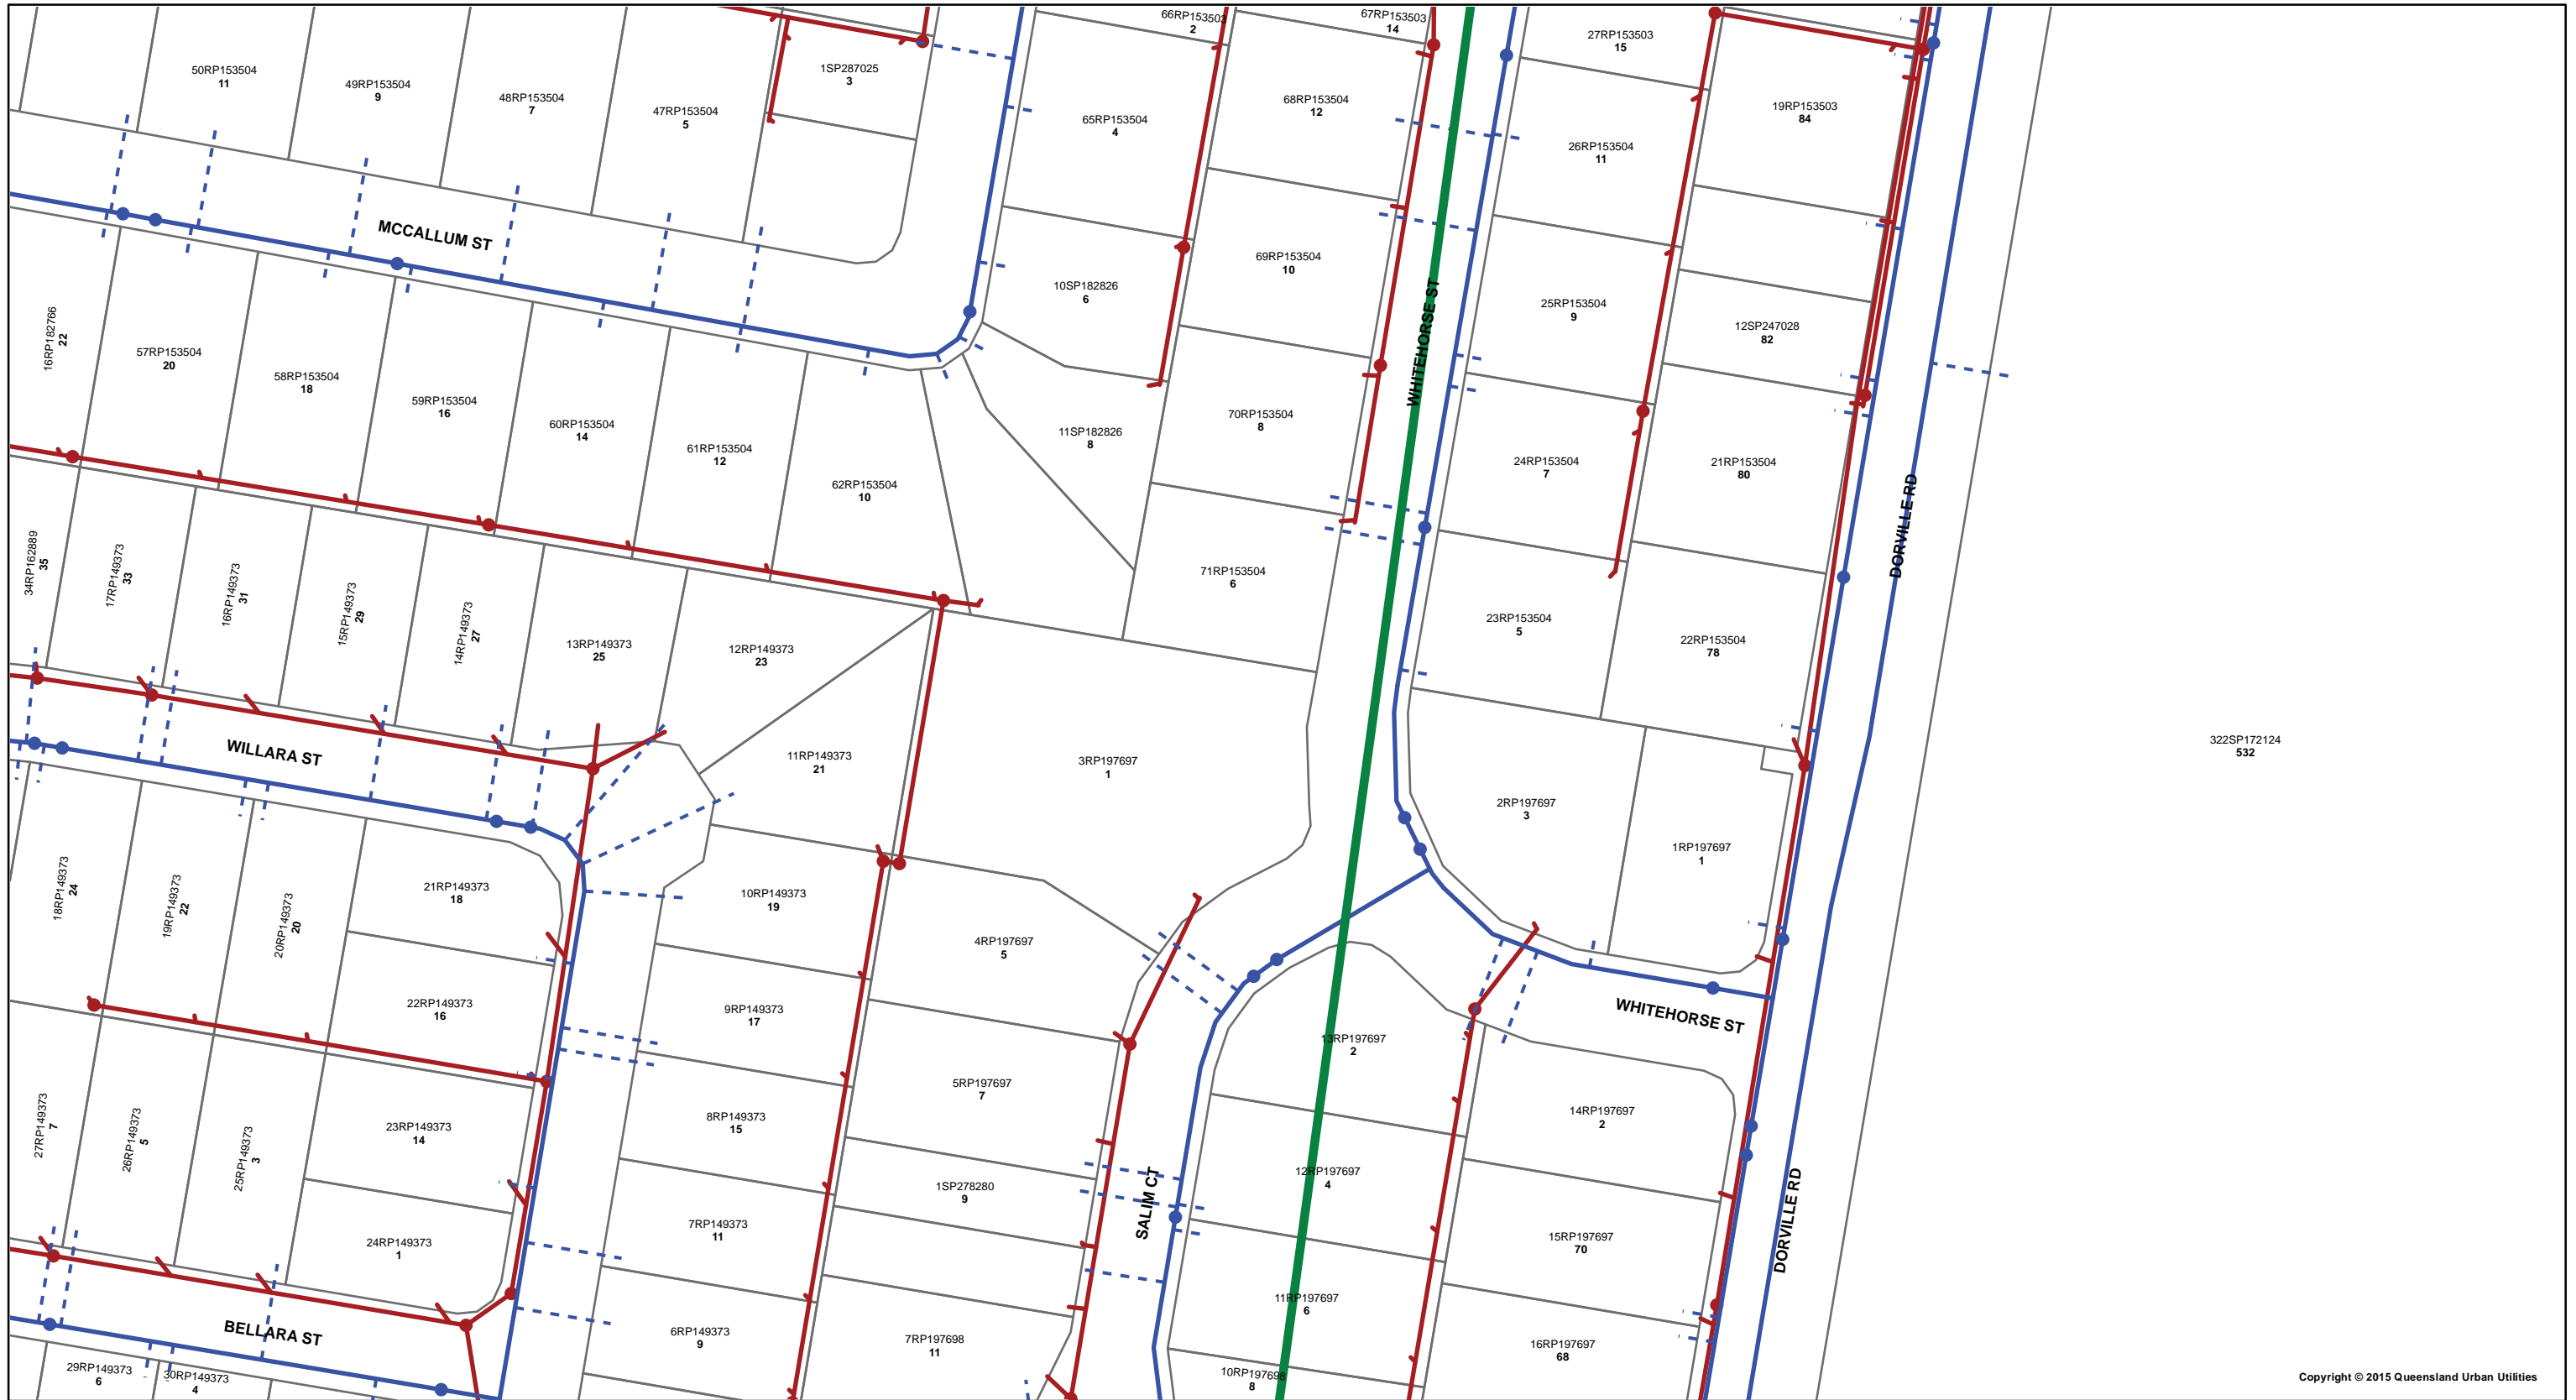 66RP153503
2
67RP153503
14
27RP153503
15
50RP153504
11
49RP153504
9
48RP153504
7
47RP153504
5
1SP287025
3
65RP153504
4
68RP153504
12
26RP153504
11
19RP153503
84
MCCALLUM ST
69RP153504
10
10SP182826
6
25RP153504
9
12SP247028
82
WHITEHORSE ST
16RP182766
22
57RP153504
20
58RP153504
18
59RP153504
16
60RP153504
14
61RP153504
12
62RP153504
10
11SP182826
8
70RP153504
8
24RP153504
7
21RP153504
80
DORVILLE RD
34RP162889
35
17RP149373
33
16RP149373
31
15RP149373
29
14RP149373
27
13RP149373
25
12RP149373
23
71RP153504
6
23RP153504
5
22RP153504
78
WILLARA ST
11RP149373
21
3RP197697
1
2RP197697
3
1RP197697
1
322SP172124
532
18RP149373
24
19RP149373
22
20RP149373
20
21RP149373
18
10RP149373
19
4RP197697
5
22RP149373
16
9RP149373
17
13RP197697
2
WHITEHORSE ST
27RP149373
7
26RP149373
5
25RP149373
3
23RP149373
14
8RP149373
15
5RP197697
7
14RP197697
2
24RP149373
1
7RP149373
11
1SP278280
9
SALIM CT
12RP197697
4
15RP197697
70
DORVILLE RD
BELLARA ST
6RP149373
9
7RP197698
11
11RP197697
6
16RP197697
68
29RP149373
6
30RP149373
4
10RP197698
8
Copyright © 2015 Queensland Urban Utilities